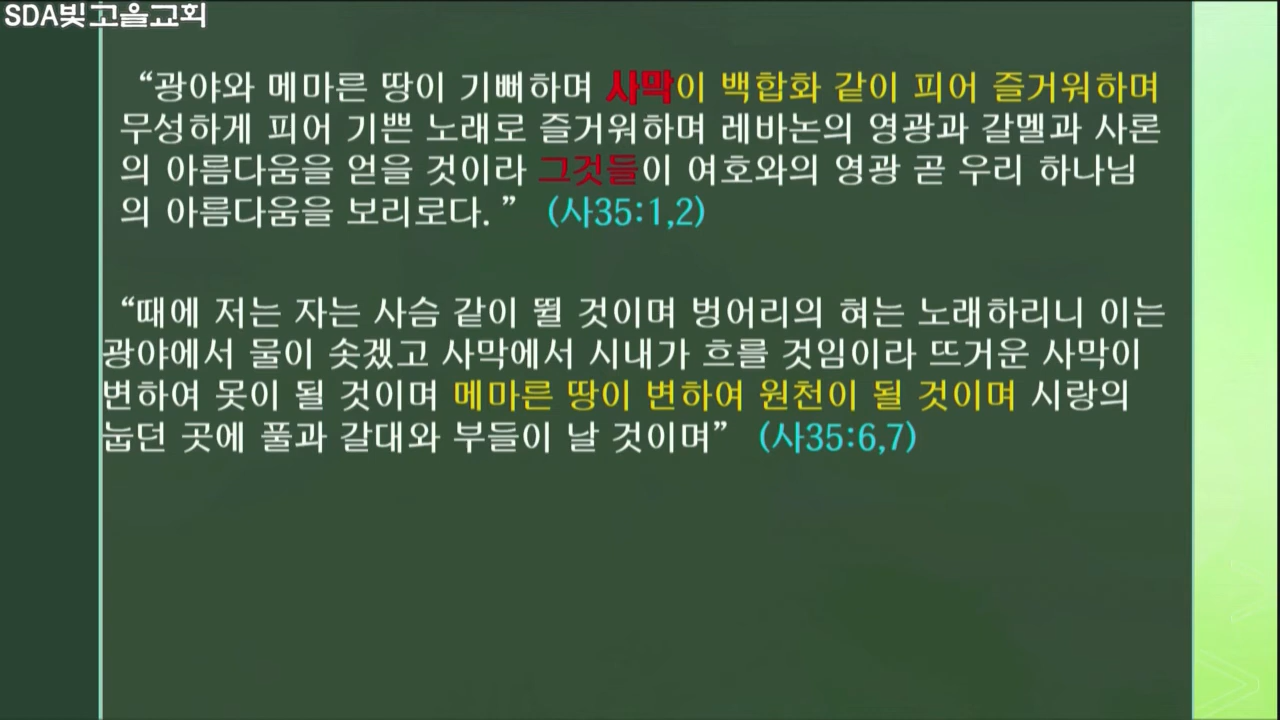 SDA빛고을교회
“광야와 메마른 땅이 기뻐하며 사막이 백합화 같이 피어 즐거워하며
무성하게 피어 기쁜 노래로 즐거워하며 레바논의 영광과 갈멜과 사론
의 아름다움을 얻을 것이라 그것들이 여호와의 영광 곧 우리 하나님
의 아름다움을 보리로다. ” (사35:1,2)
“때에 저는 자는 사슴 같이 뛸 것이며 벙어리의 혀는 노래하리니 이는
광야에서 물이 솟겠고 사막에서 시내가 흐를 것임이라 뜨거운 사막이
변하여 못이 될 것이며 메마른 땅이 변하여 원천이 될 것이며 시랑의
눕던 곳에 풀과 갈대와 부들이 날 것이며” (사35:6,7)